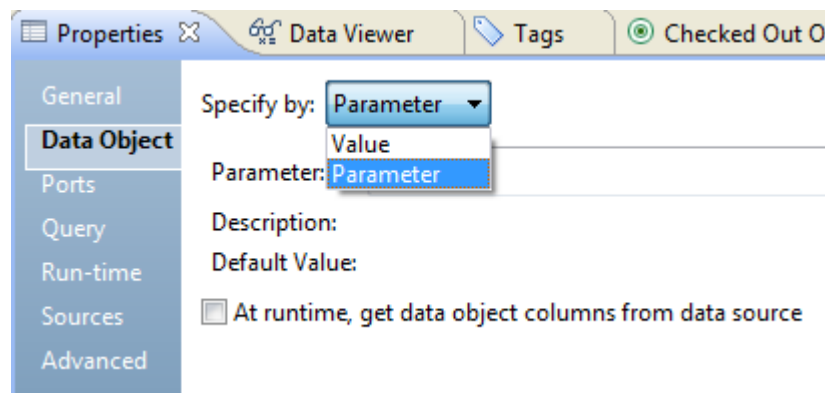 Properties Data Viewer Tags Checked Out O
General
Specify by: Parameter
Data Object
Value
Parameter: Parameter
Ports
Query
Description:
Default Value:
Run-time
Sources
At runtime, get data object columns from data source
Advanced